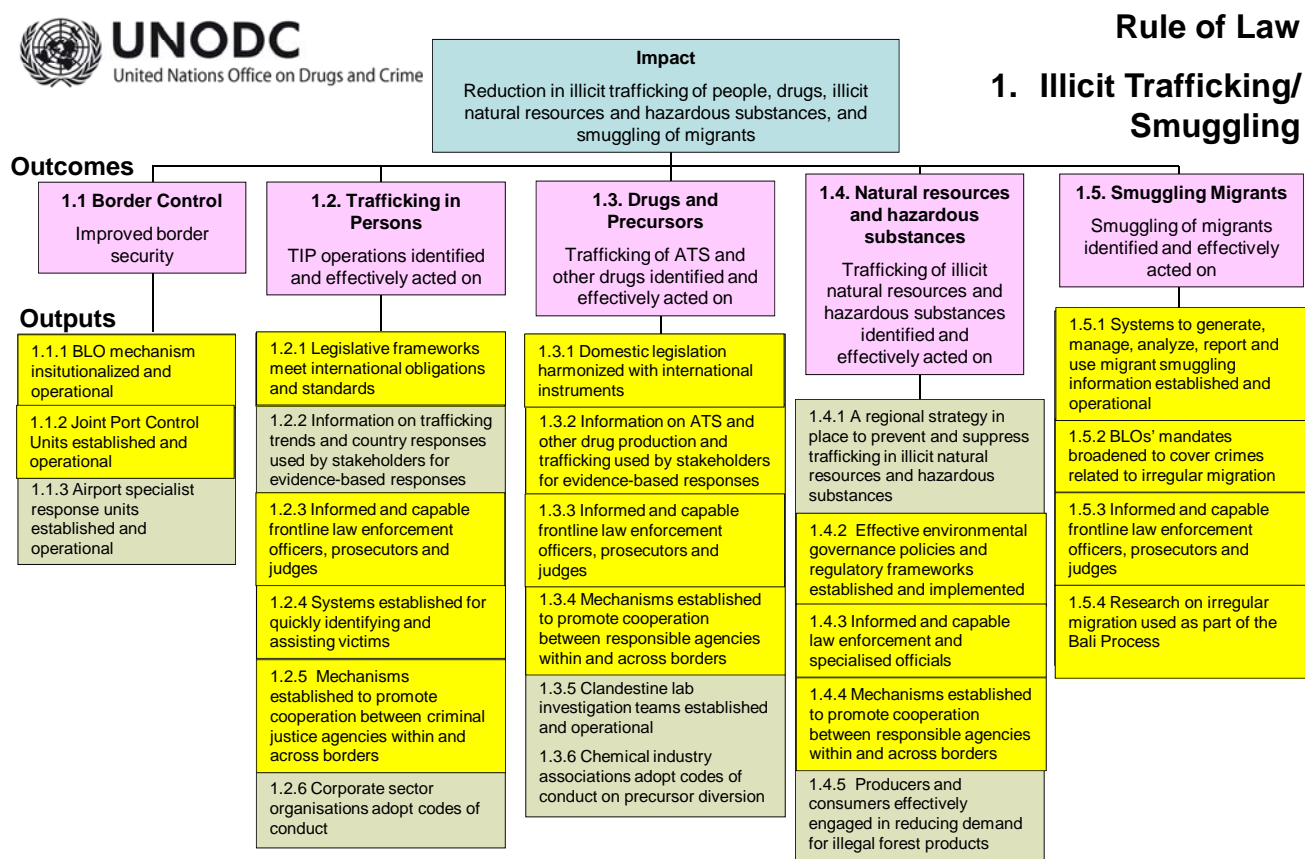 UNODC
United Nations Office on Drugs and Crime
Rule of Law
1. Illicit Trafficking/
Smuggling
Impact
Reduction in illicit trafficking of people, drugs, illicit
natural resources and hazardous substances, and
smuggling of migrants
Outcomes
1.1 Border Control
Improved border
security
1.2. Trafficking in
Persons
TIP operations identified
and effectively acted on
1.3. Drugs and
Precursors
Trafficking of ATS and
other drugs identified and
effectively acted on
1.4. Natural resources
and hazardous
substances
Trafficking of illicit
natural resources and
hazardous substances
identified and
effectively acted on
1.5. Smuggling Migrants
Smuggling of migrants
identified and effectively
acted on
Outputs
1.1.1 BLO mechanism
insitutionalized and
operational
1.1.2 Joint Port Control
Units established and
operational
1.1.3 Airport specialist
response units
established and
operational
1.2.1 Legislative frameworks
meet international obligations
and standards
1.2.2 Information on trafficking
trends and country responses
used by stakeholders for
evidence-based responses
1.2.3 Informed and capable
frontline law enforcement
officers, prosecutors and
judges
1.2.4 Systems established for
quickly identifying and
assisting victims
1.2.5 Mechanisms
established to promote
cooperation between criminal
justice agencies within and
across borders
1.2.6 Corporate sector
organisations adopt codes of
conduct
1.3.1 Domestic legislation
harmonized with international
instruments
1.3.2 Information on ATS and
other drug production and
trafficking used by stakeholders
for evidence-based responses
1.3.3 Informed and capable
frontline law enforcement
officers, prosecutors and
judges
1.3.4 Mechanisms established
to promote cooperation
between responsible agencies
within and across borders
1.3.5 Clandestine lab
investigation teams established
and operational
1.3.6 Chemical industry
associations adopt codes of
conduct on precursor diversion
1.4.1 A regional strategy in
place to prevent and suppress
trafficking in illicit natural
resources and hazardous
substances
1.4.2 Effective environmental
governance policies and
regulatory frameworks
established and implemented
1.4.3 Informed and capable
law enforcement and
specialised officials
1.4.4 Mechanisms established
to promote cooperation
between responsible agencies
within and across borders
1.4.5 Producers and
consumers effectively
engaged in reducing demand
for illegal forest products
1.5.1 Systems to generate,
manage, analyze, report and
use migrant smuggling
information established and
operational
1.5.2 BLOs' mandates
broadened to cover crimes
related to irregular migration
1.5.3 Informed and capable
frontline law enforcement
officers, prosecutors and
judges
1.5.4 Research on irregular
migration used as part of the
Bali Process